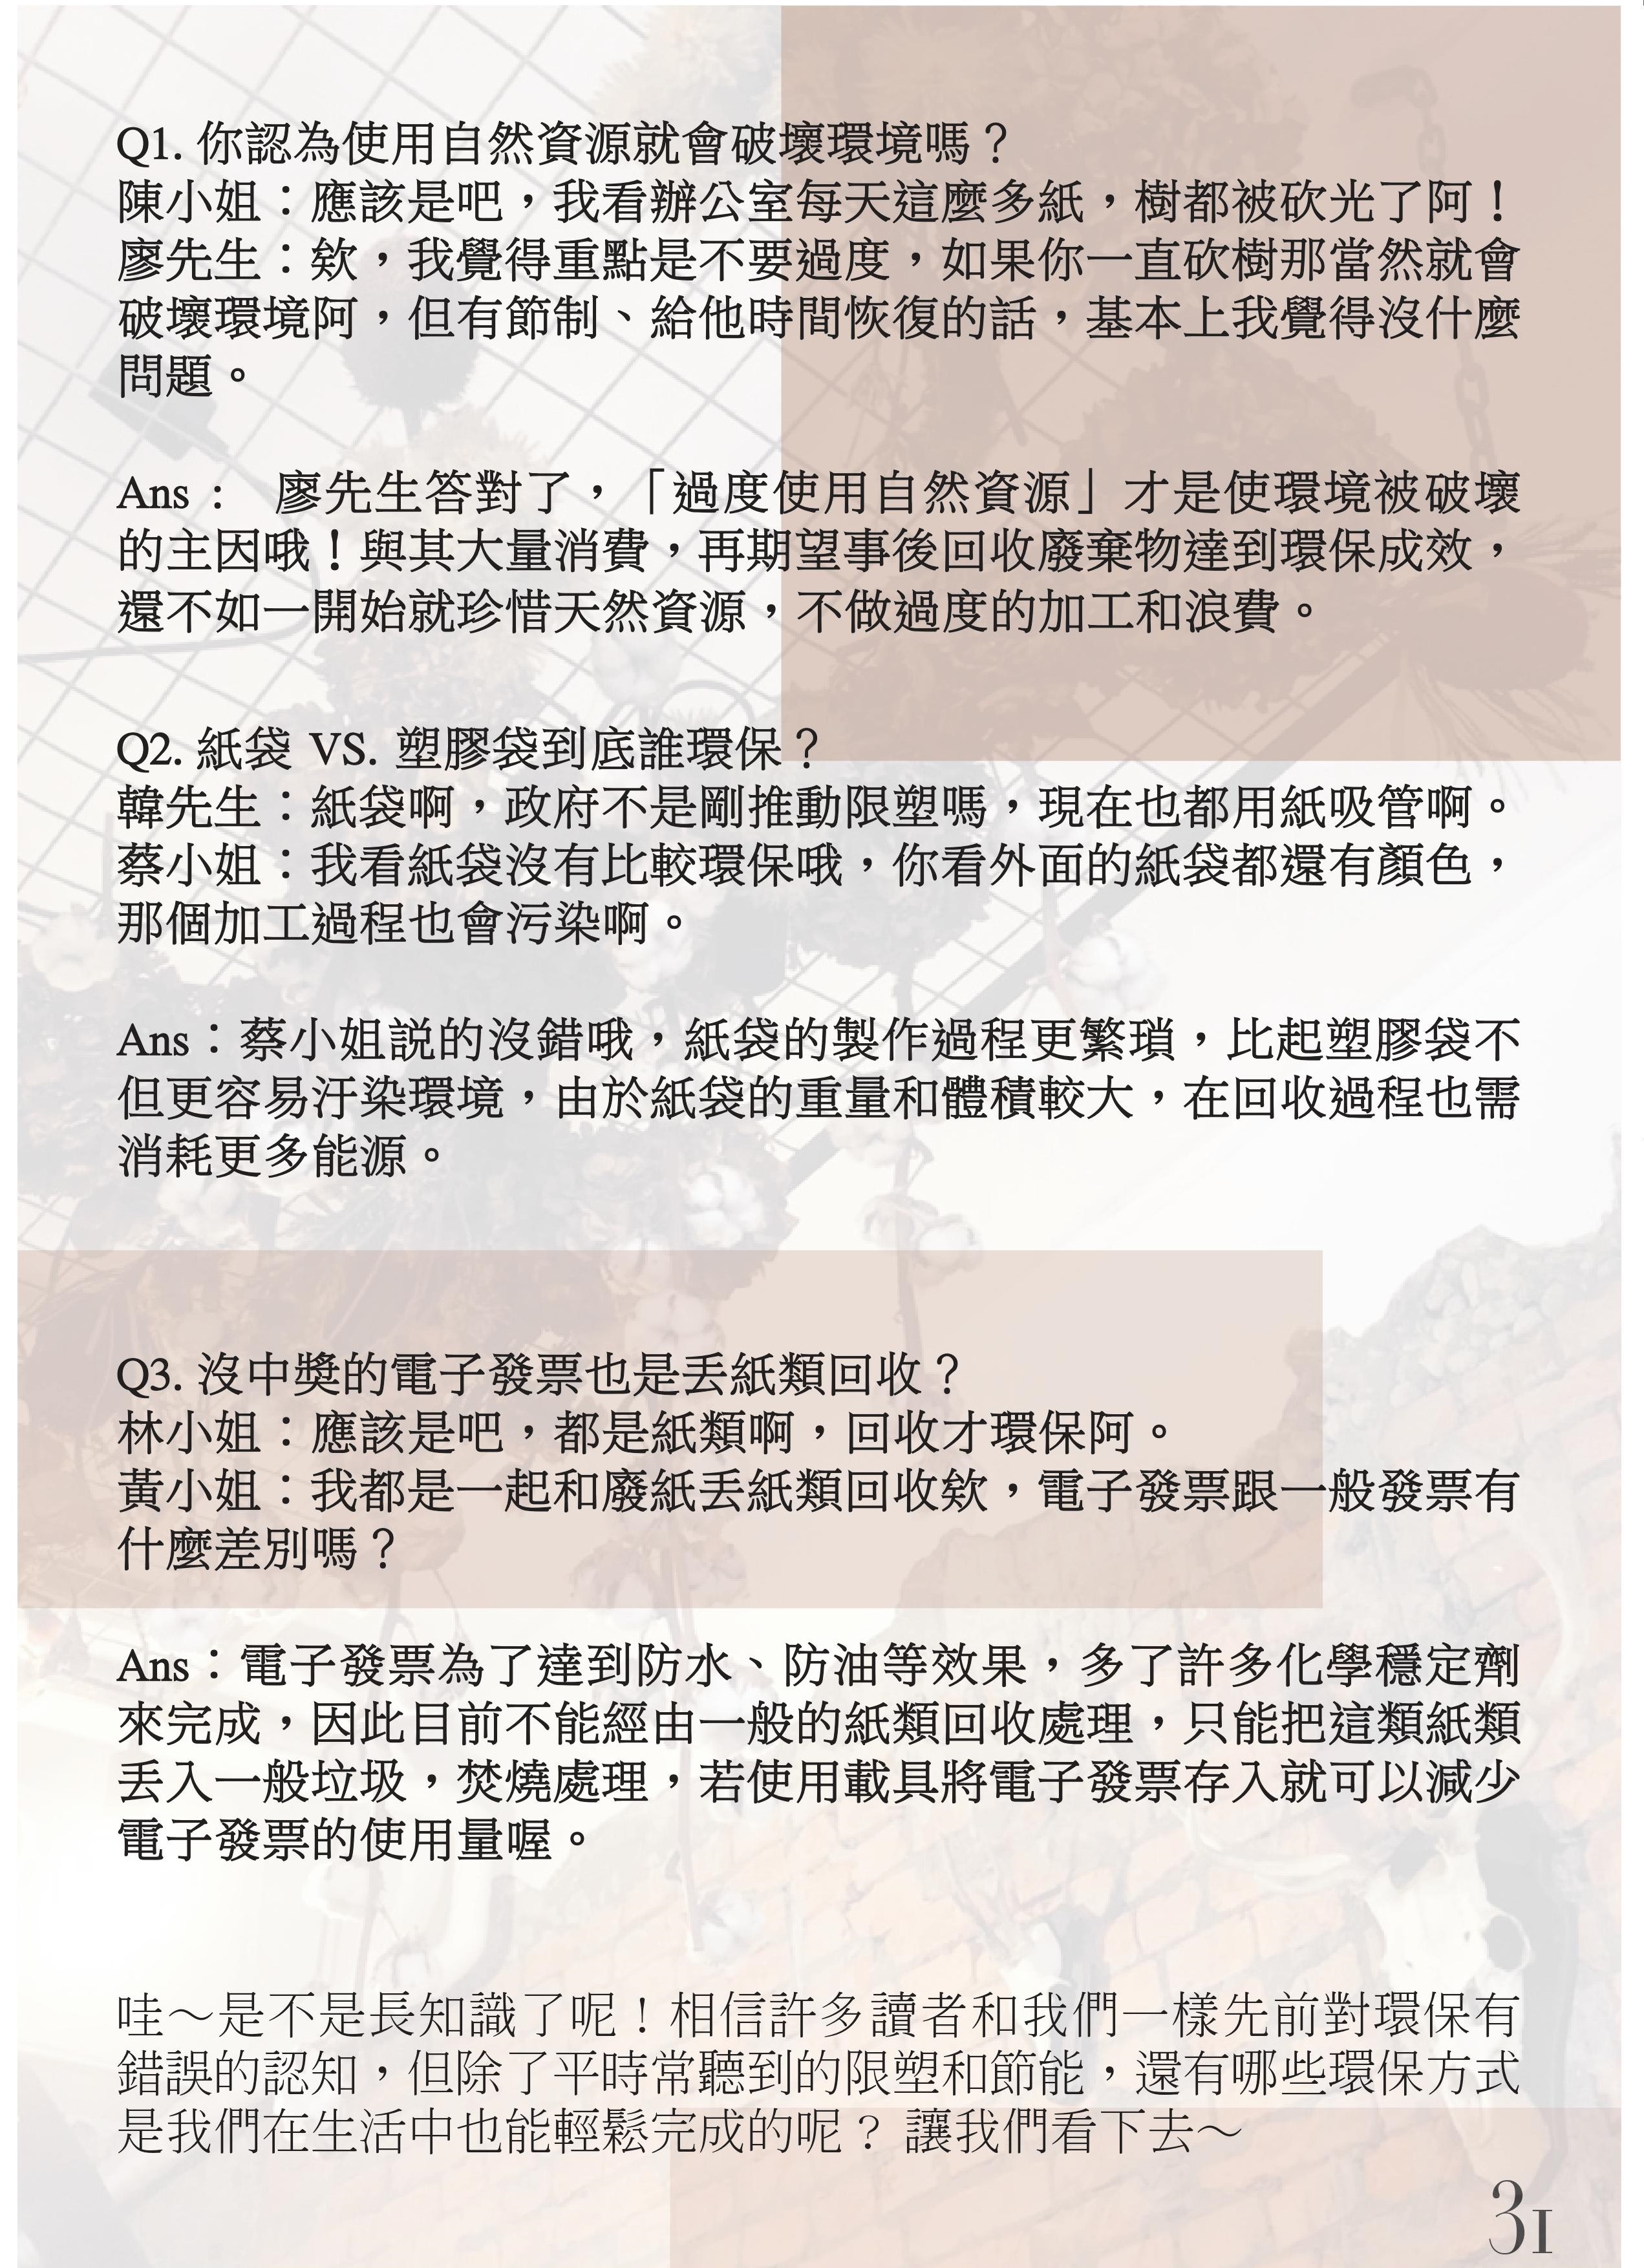 Q1. 你認為使用自然資源就會破壞環境嗎？
陳小姐：應該是吧，我看辦公室每天這麼多紙，樹都被砍光了阿！
廖先生：欸，我覺得重點是不要過度，如果你一直砍樹那當然就會
破壞環境阿，但有節制、給他時間恢復的話，基本上我覺得沒什麼
問題。
Ans： 廖先生答對了，「過度使用自然資源」才是使環境被破壞
的主因哦！與其大量消費，再期望事後回收廢棄物達到環保成效，
還不如一開始就珍惜天然資源，不做過度的加工和浪費。
Q2. 紙袋 VS. 塑膠袋到底誰環保？
韓先生：紙袋啊，政府不是剛推動限塑嗎，現在也都用紙吸管啊。
蔡小姐：我看紙袋沒有比較環保哦，你看外面的紙袋都還有顏色，
那個加工過程也會污染啊。
Ans：蔡小姐説的沒錯哦，紙袋的製作過程更繁瑣，比起塑膠袋不
但更容易汙染環境，由於紙袋的重量和體積較大，在回收過程也需
消耗更多能源。
Q3. 沒中獎的電子發票也是丟紙類回收？
林小姐：應該是吧，都是紙類啊，回收才環保阿。
黃小姐：我都是一起和廢紙丟紙類回收欸，電子發票跟一般發票有
什麼差別嗎？
Ans：電子發票為了達到防水、防油等效果，多了許多化學穩定劑
來完成，因此目前不能經由一般的紙類回收處理，只能把這類紙類
丟入一般垃圾，焚燒處理，若使用載具將電子發票存入就可以減少
電子發票的使用量喔。
哇～是不是長知識了呢！相信許多讀者和我們一樣先前對環保有
錯誤的認知，但除了平時常聽到的限塑和節能，還有哪些環保方式
是我們在生活中也能輕鬆完成的呢？ 讓我們看下去～
31